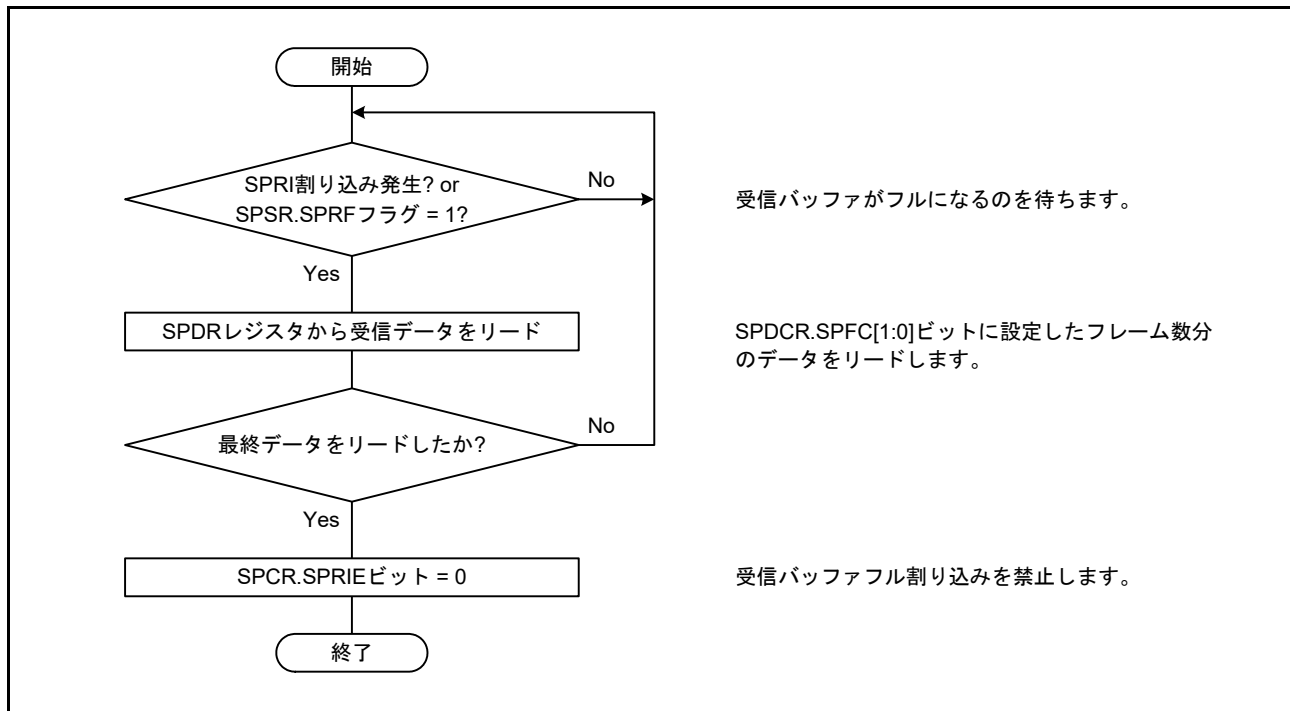 開始
SPRI割り込み発生? or
SPSR.SPRFフラグ = 1?
No
受信バッファがフルになるのを待ちます。
Yes
SPDRレジスタから受信データをリード
SPDCR.SPFC[1:0]ビットに設定したフレーム数分
のデータをリードします。
最終データをリードしたか?
No
Yes
SPCR.SPRIEビット = 0
受信バッファフル割り込みを禁止します。
終了